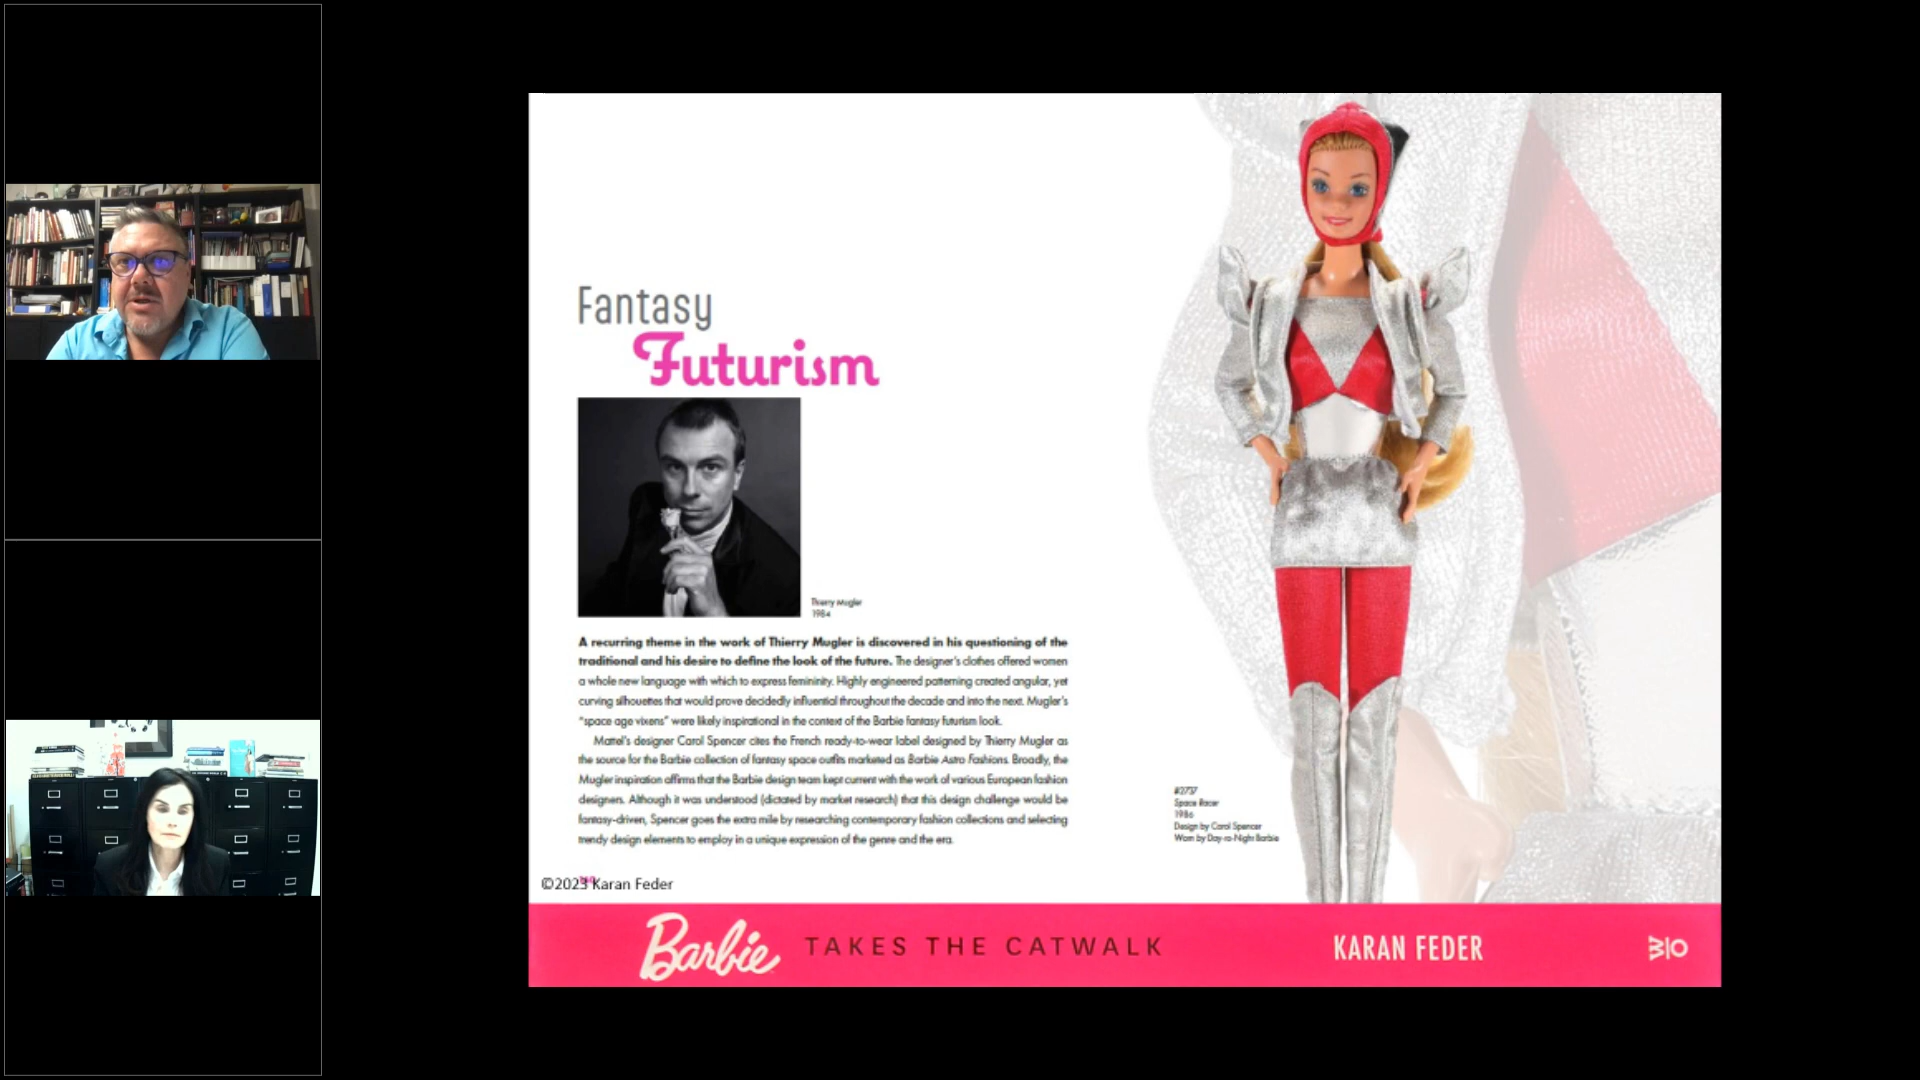 Fantasy
Futurism
Thierry Mugler
1984
A recurring theme in the work of Thierry Mugler is discovered in his questioning of the
traditional and his desire to define the look of the future. The designer's clothes offered women
a whole new language with which to express femininity. Highly engineered patterning created angular, yet
curving silhouettes that would prove decidedly influential throughout the decade and into the next. Mugler's
"space age vixens" were likely inspirational in the context of the Barbie fantasy futurism look.
Mattel's designer Carol Spencer cites the French ready-to-wear label designed by Thierry Mugler as
the source for the Barbie collection of fantasy space outfits marketed as Barbie Astro Fashions. Broadly, the
Mugler inspiration affirms that the Barbie design team kept current with the work of various European fashion
designers. Although it was understood (dictated by market research) that this design challenge would be
fantasy-driven, Spencer goes the extra mile by researching contemporary fashion collections and selecting
trendy design elements to employ in a unique expression of the genre and the era.
#2737
Space Racer
1986
Design by Carol Spencer
Worn by Day-to-Night Barbie
©2023 Karan Feder
Barbie TAKES THE CATWALK
KARAN FEDER